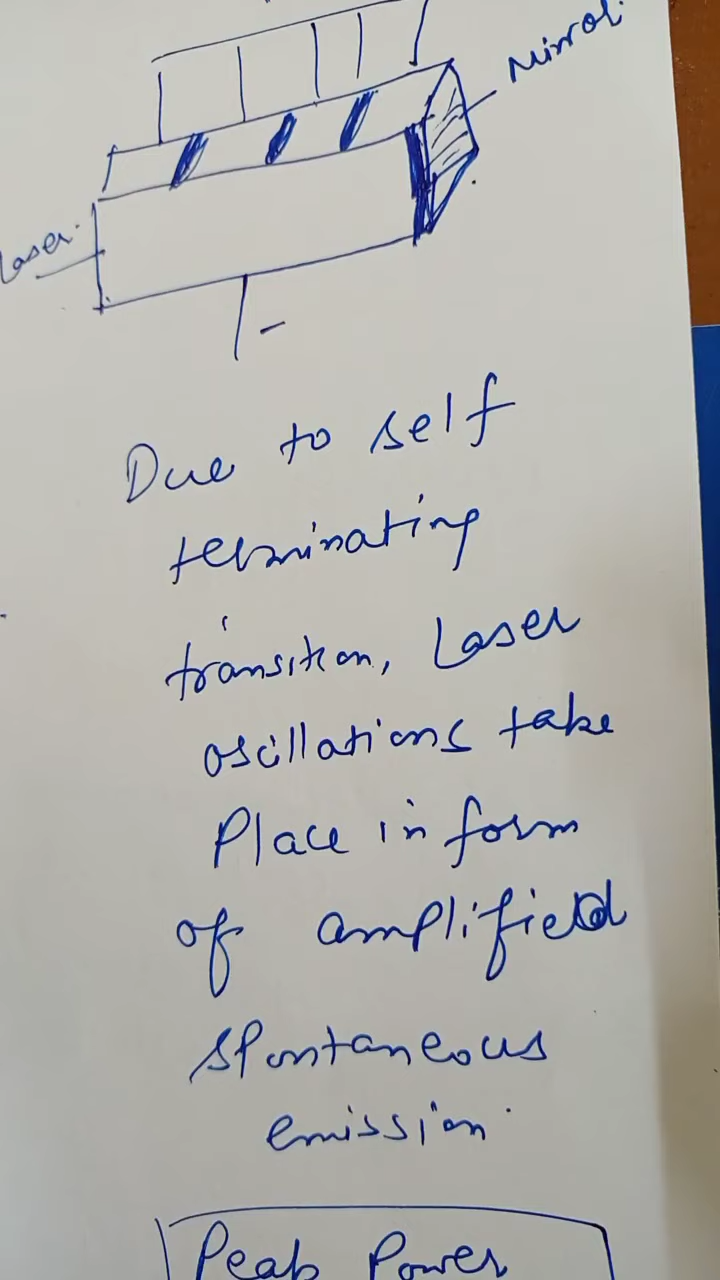 Mirror.
Laser.
Due to self
terminating
transition, Laser
oscillations take
Place in form
of amplified
spontaneous
emission.
Peak Power